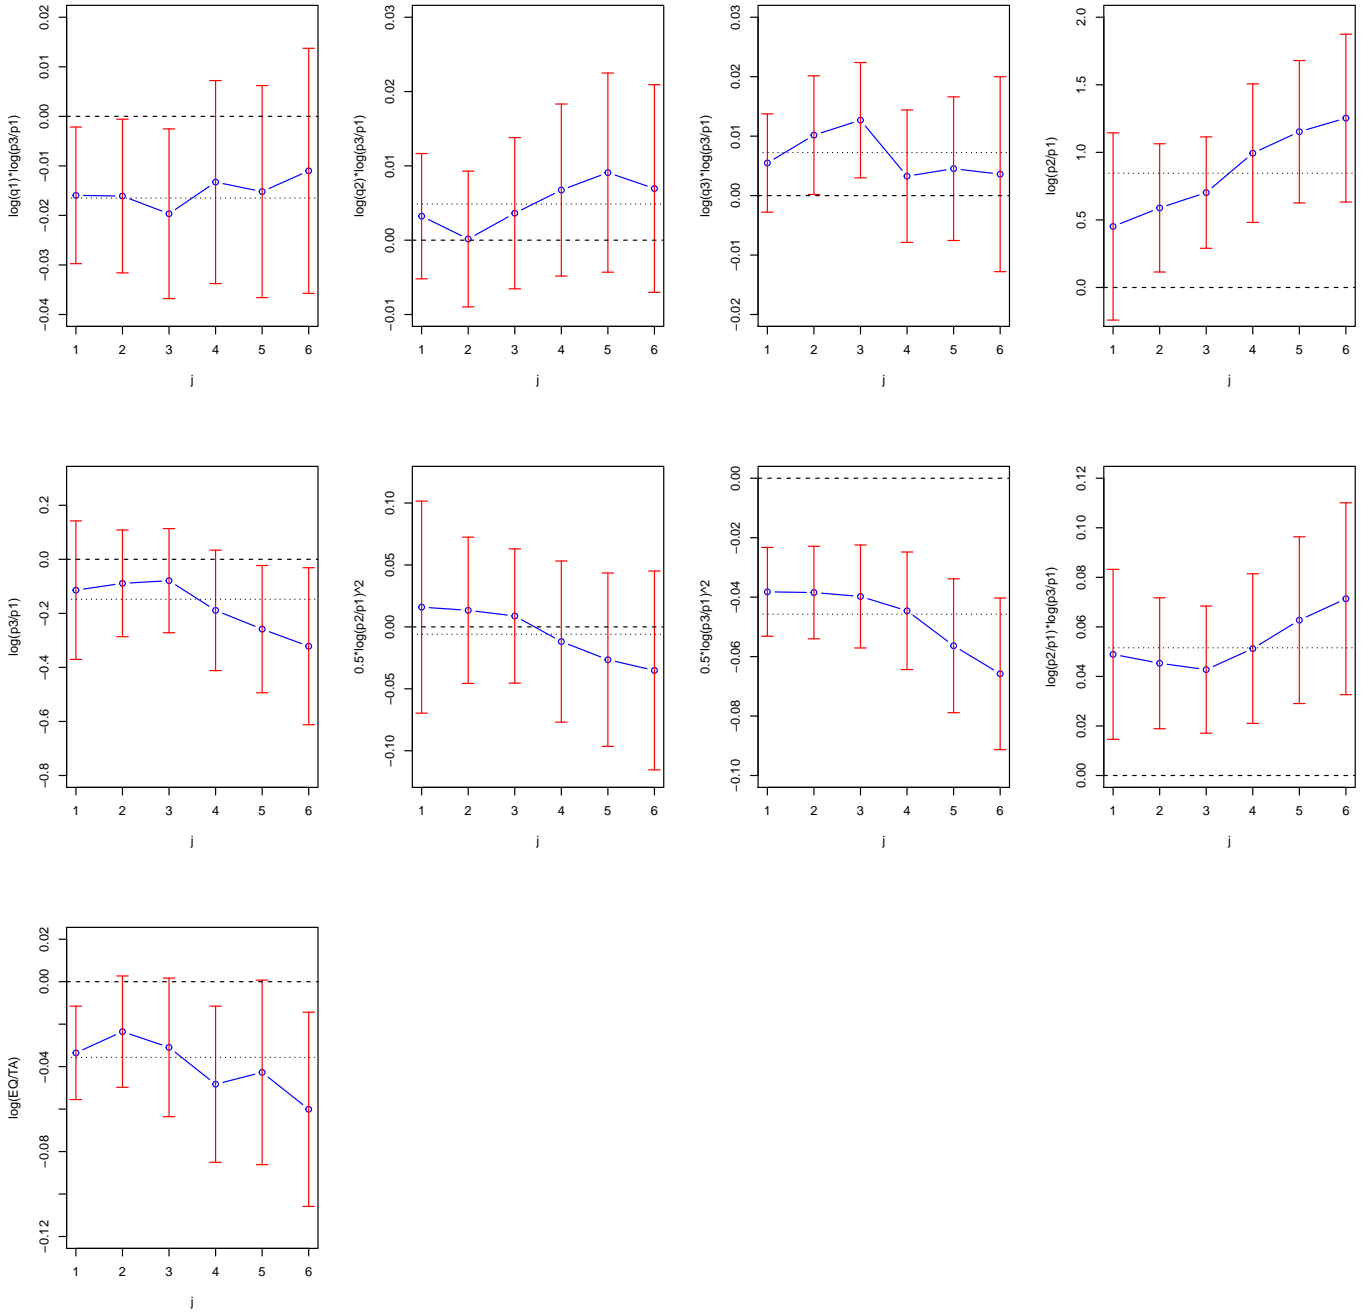 log(q1)*log(p3/p1)
0.02
0.01
0.00
−0.01
−0.02
−0.03
−0.04
1 2 3 4 5 6
j
log(q2)*log(p3/p1)
0.03
0.02
0.01
0.00
−0.01
1 2 3 4 5 6
j
log(q3)*log(p3/p1)
0.03
0.02
0.01
0.00
−0.01
−0.02
1 2 3 4 5 6
j
log(p2/p1)
2.0
1.5
1.0
0.5
0.0
1 2 3 4 5 6
j
log(p3/p1)
0.2
0.0
−0.2
−0.4
−0.6
−0.8
1 2 3 4 5 6
j
0.5*log(p2/p1)^2
0.10
0.05
0.00
−0.05
−0.10
1 2 3 4 5 6
j
0.5*log(p3/p1)^2
0.00
−0.02
−0.04
−0.06
−0.08
−0.10
1 2 3 4 5 6
j
log(p2/p1)*log(p3/p1)
0.12
0.10
0.08
0.06
0.04
0.02
0.00
1 2 3 4 5 6
j
log(EQ/TA)
0.02
0.00
−0.04
−0.08
−0.12
1 2 3 4 5 6
j